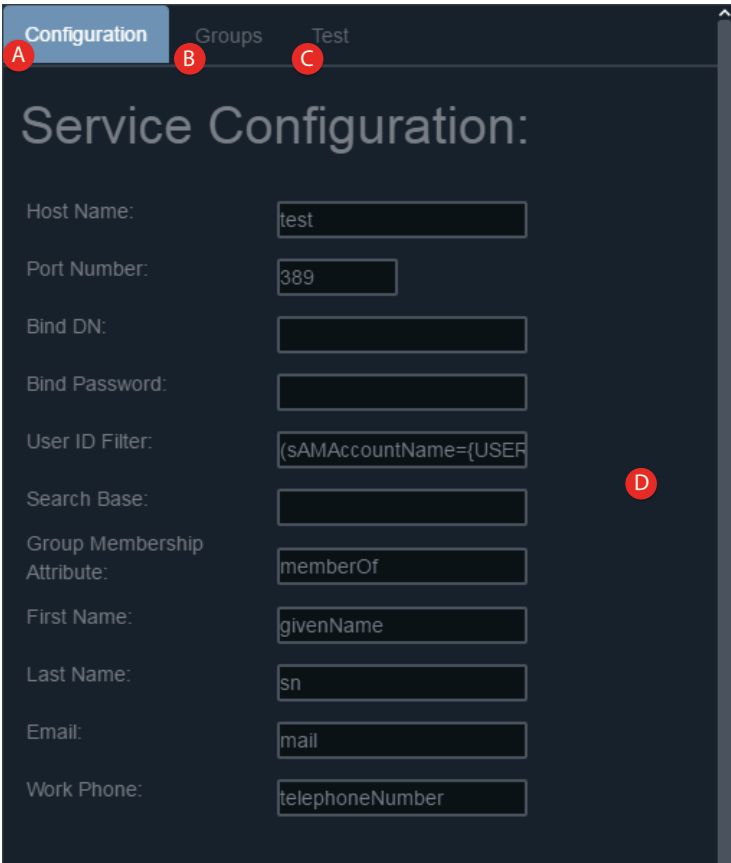 Configuration Groups Test
A B C
Service Configuration:
Host Name: test
Port Number: 389
Bind DN:
Bind Password:
User ID Filter: (sAMAccountName={USER
Search Base:
D
Group Membership
Attribute: memberOf
First Name: givenName
Last Name: sn
Email: mail
Work Phone: telephoneNumber